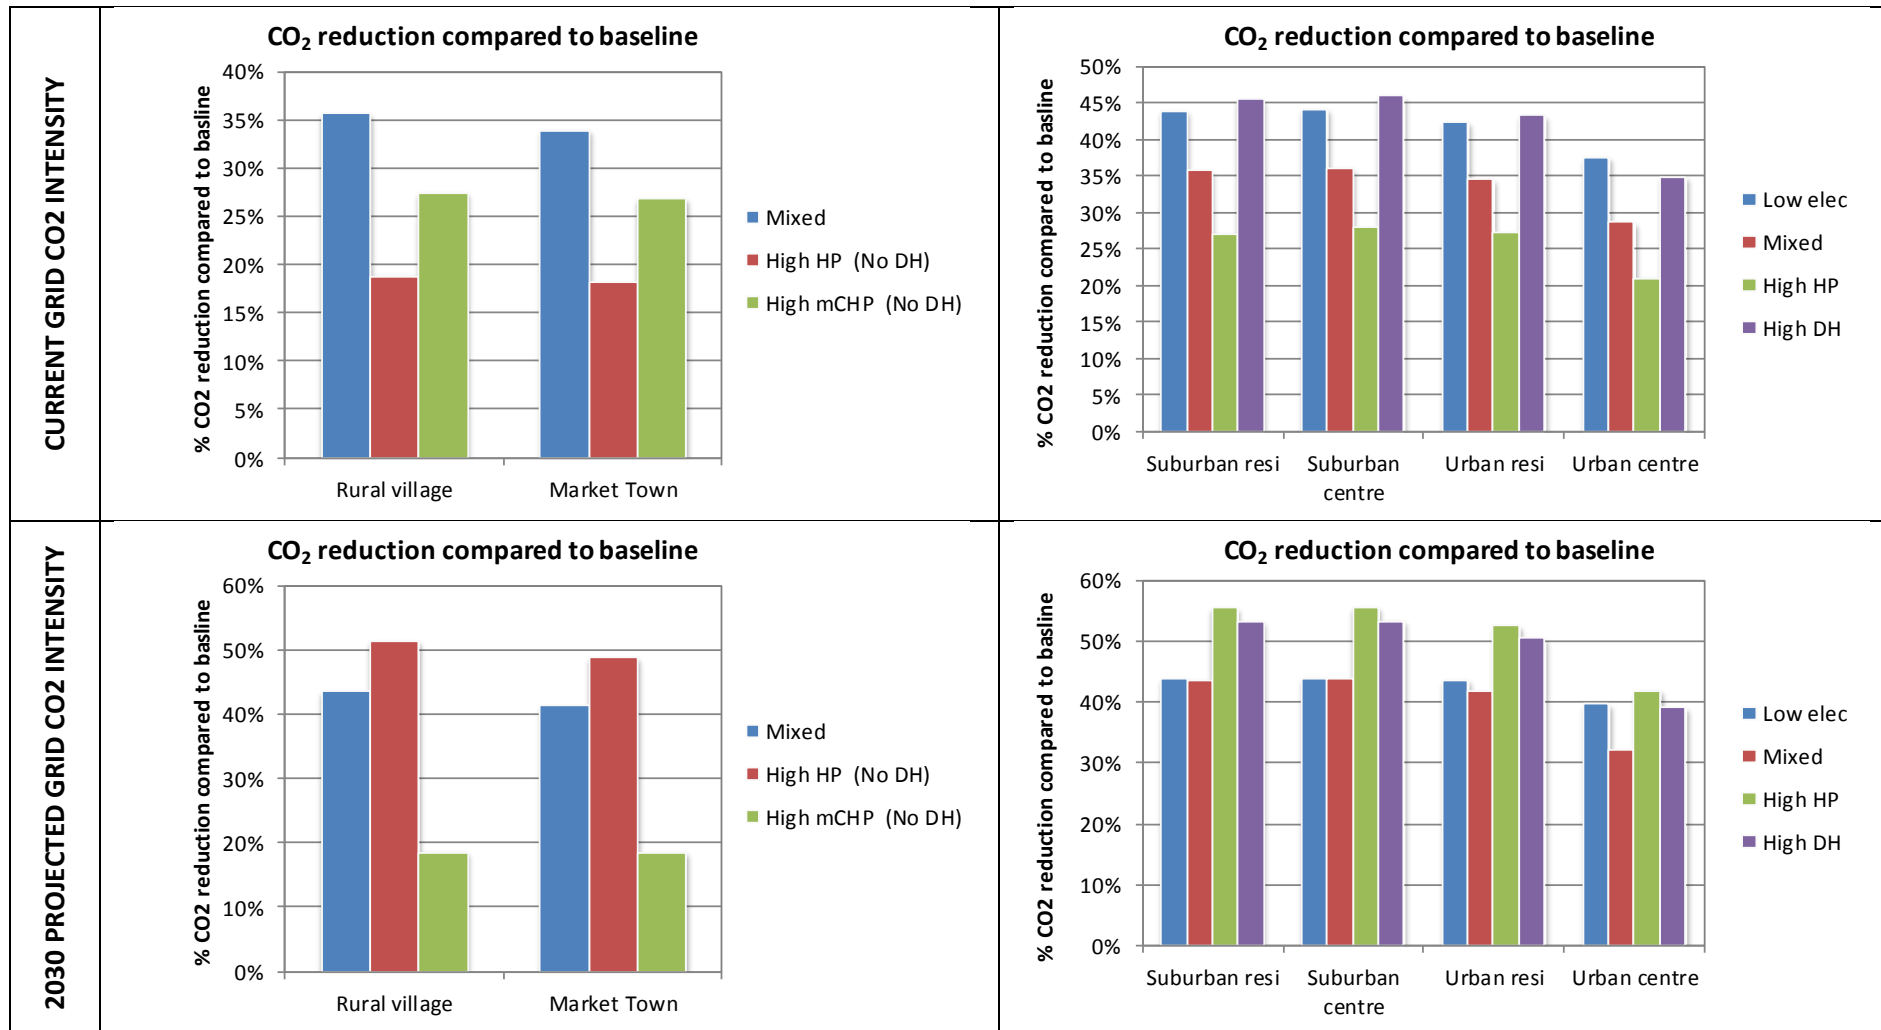 CURRENT GRID CO2 INTENSITY
CO₂ reduction compared to baseline
% CO2 reduction compared to basline
40%
35%
30%
25%
20%
15%
10%
5%
0%
Rural village
Market Town
Mixed
High HP (No DH)
High mCHP (No DH)
CO₂ reduction compared to baseline
% CO2 reduction compared to basline
50%
45%
40%
35%
30%
25%
20%
15%
10%
5%
0%
Suburban resi
Suburban
centre
Urban resi
Urban centre
Low elec
Mixed
High HP
High DH
2030 PROJECTED GRID CO2 INTENSITY
CO₂ reduction compared to baseline
% CO2 reduction compared to basline
60%
50%
40%
30%
20%
10%
0%
Rural village
Market Town
Mixed
High HP (No DH)
High mCHP (No DH)
CO₂ reduction compared to baseline
% CO2 reduction compared to basline
60%
50%
40%
30%
20%
10%
0%
Suburban resi
Suburban
centre
Urban resi
Urban centre
Low elec
Mixed
High HP
High DH